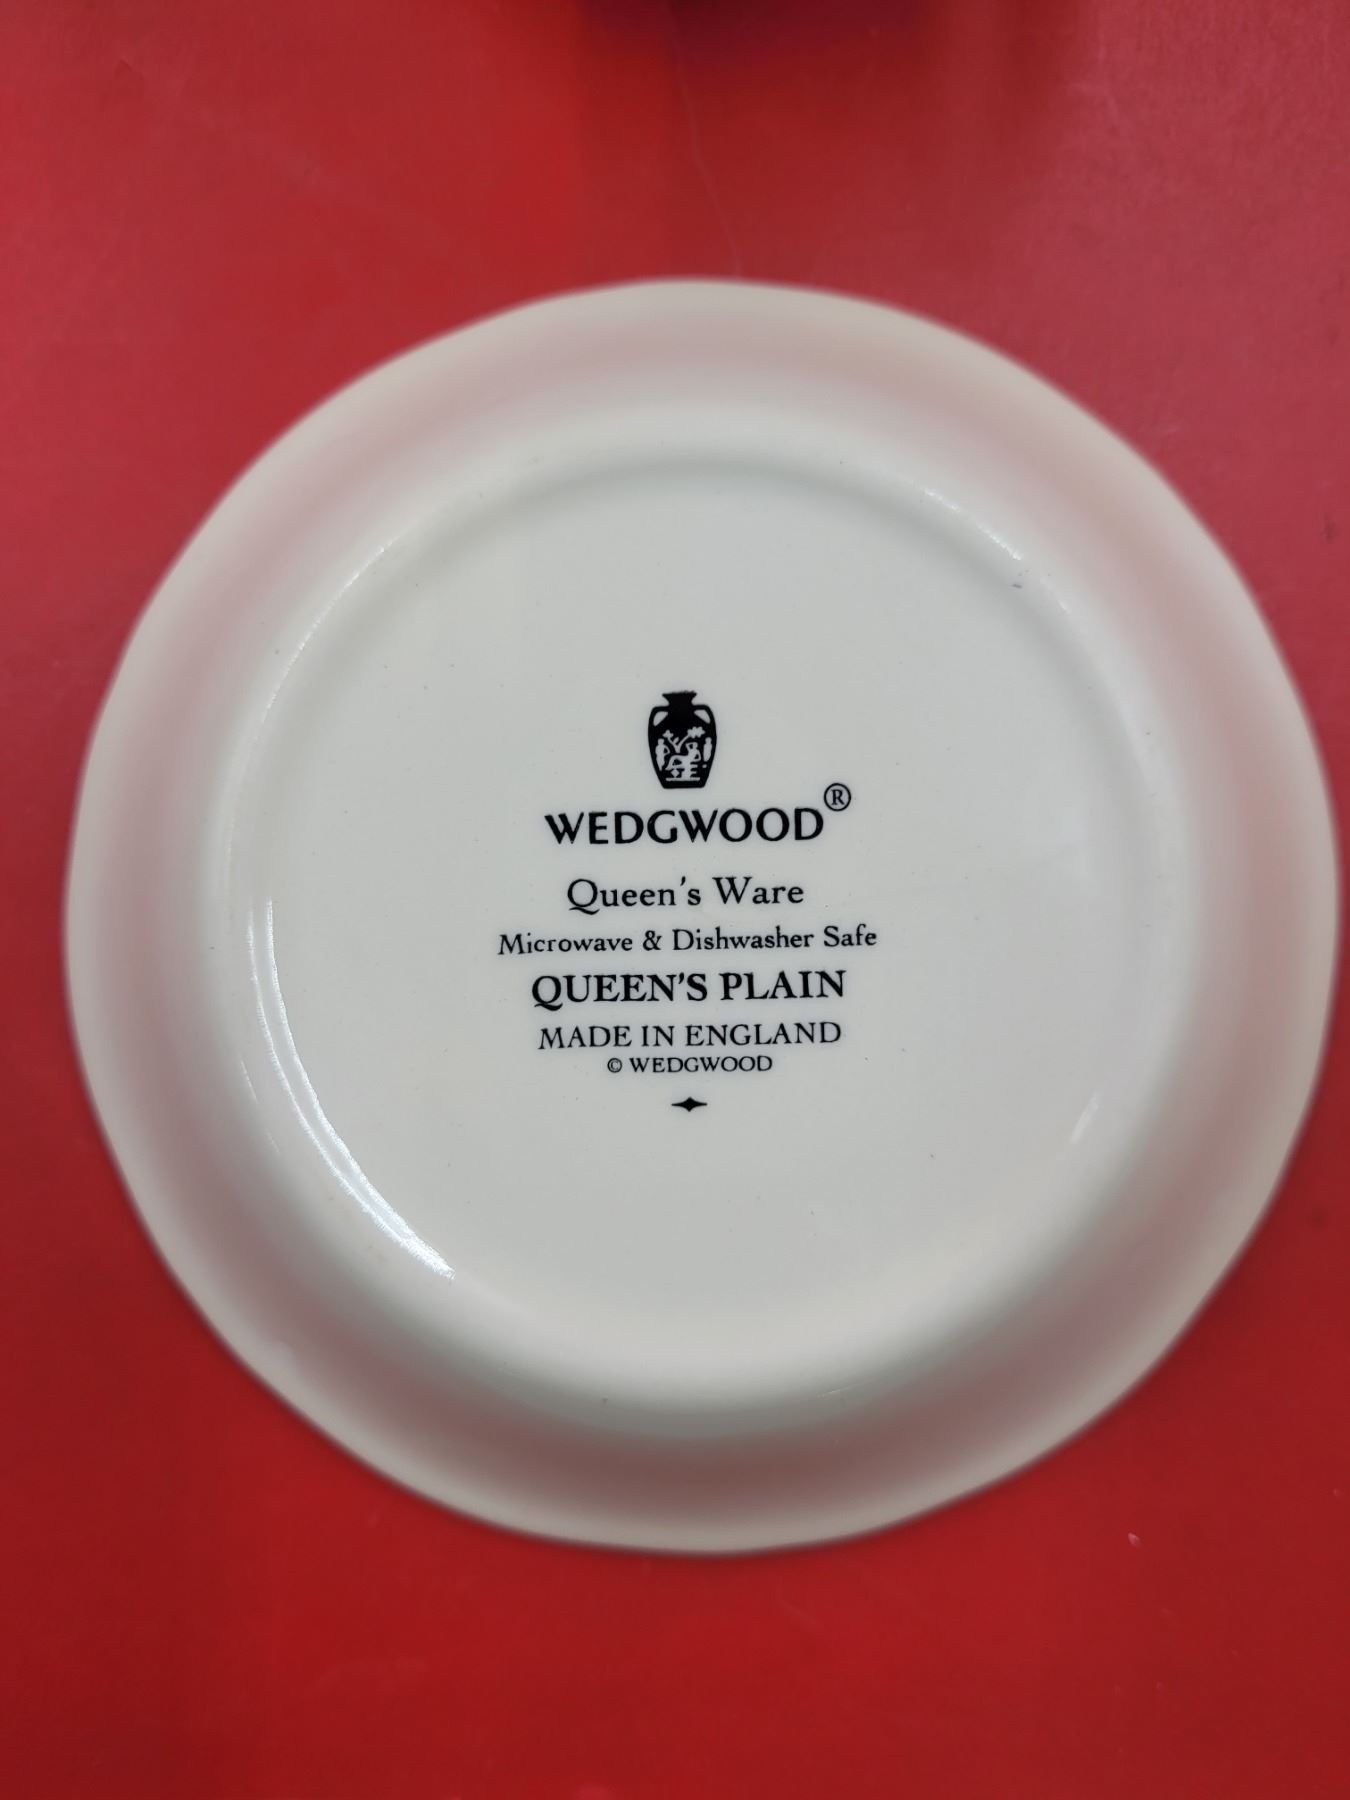 WEDGWOOD®
Queen's Ware
Microwave & Dishwasher Safe
QUEEN'S PLAIN
MADE IN ENGLAND
© WEDGWOOD